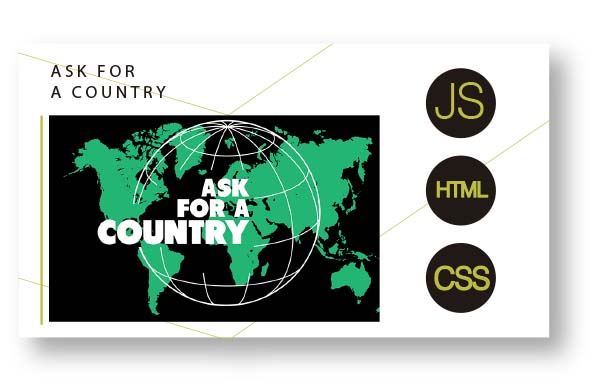 ASK FOR
A COUNTRY
ASK
FOR A
COUNTRY
JS
HTML
CSS